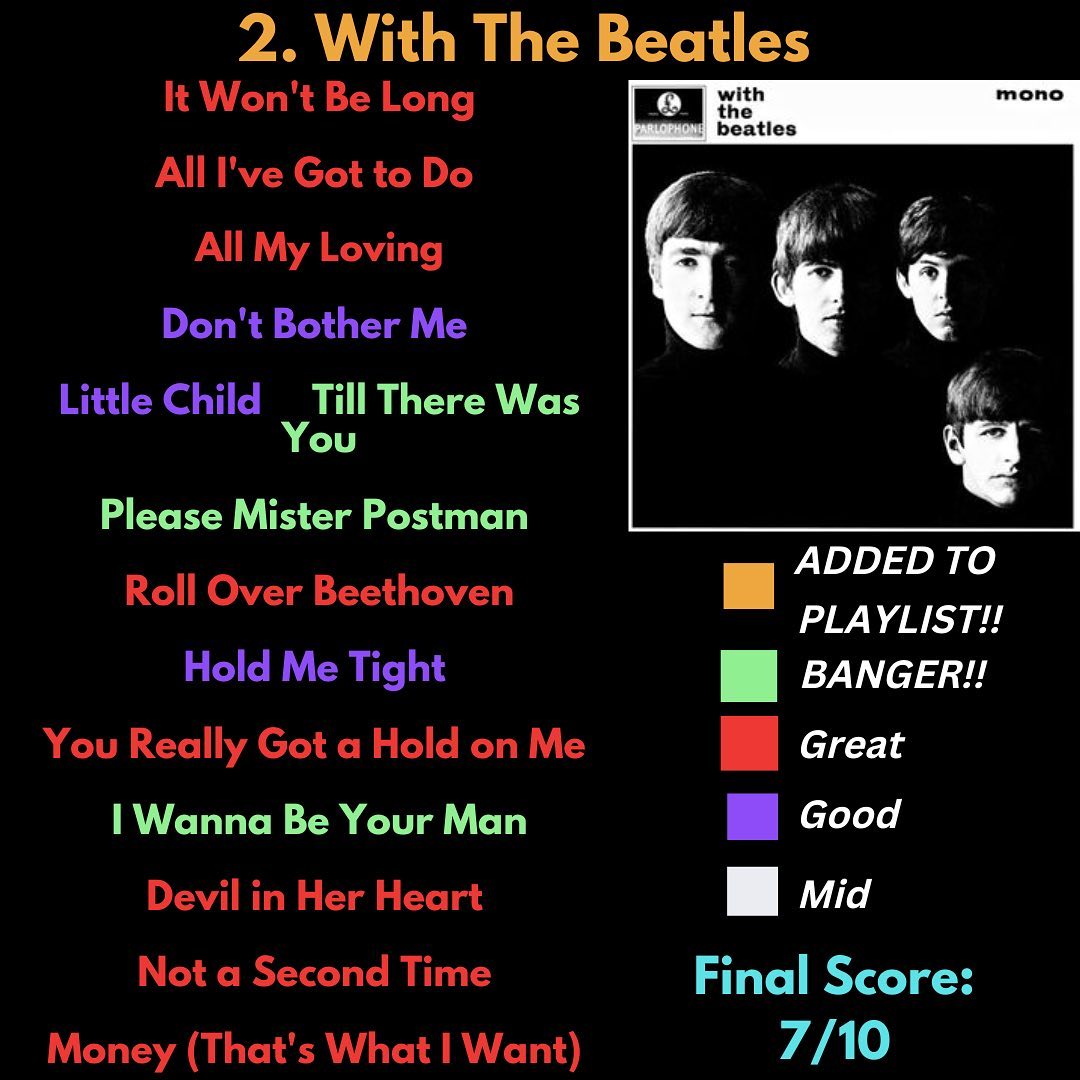 2. With The Beatles
It Won't Be Long
All I've Got to Do
All My Loving
Don't Bother Me
Little Child Till There Was
You
Please Mister Postman
Roll Over Beethoven
Hold Me Tight
You Really Got a Hold on Me
I Wanna Be Your Man
Devil in Her Heart
Not a Second Time
Money (That's What I Want)
PARLOPHONE
with
the
beatles
mono
ADDED TO
PLAYLIST!!
BANGER!!
Great
Good
Mid
Final Score:
7/10